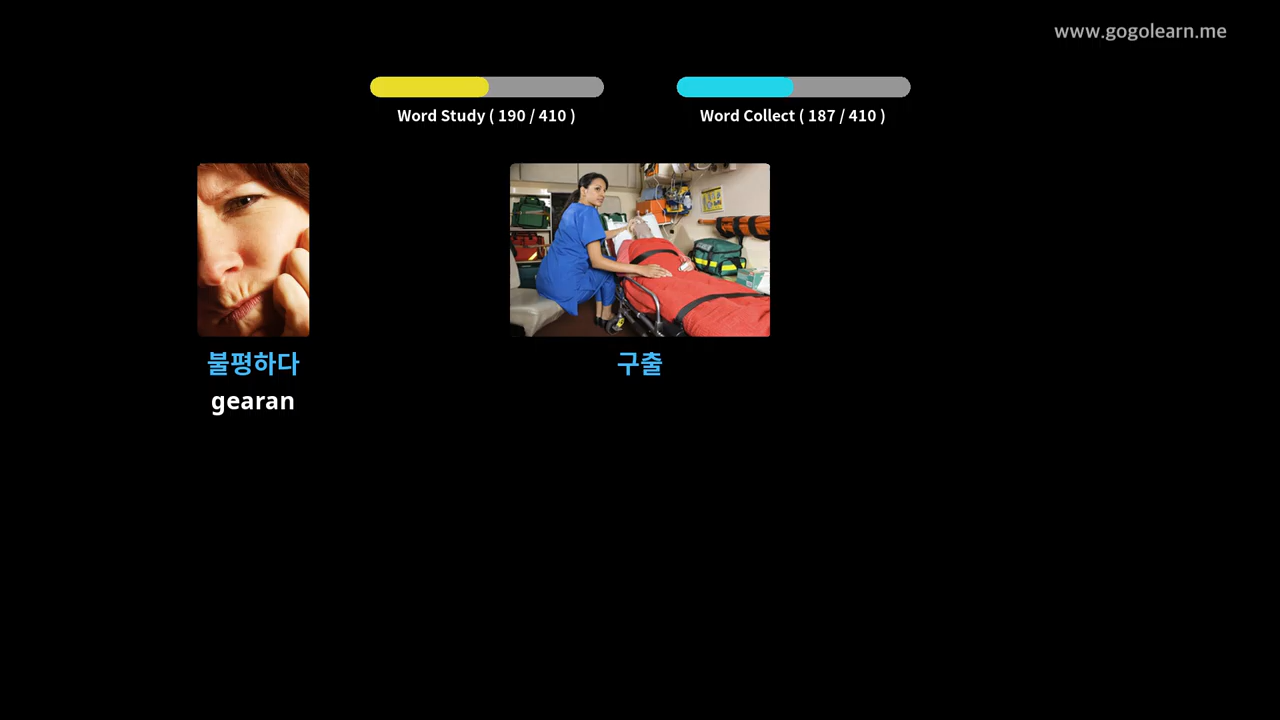 www.gogolearn.me
Word Study ( 190 / 410 )
Word Collect ( 187 / 410 )
불평하다
gearan
구출